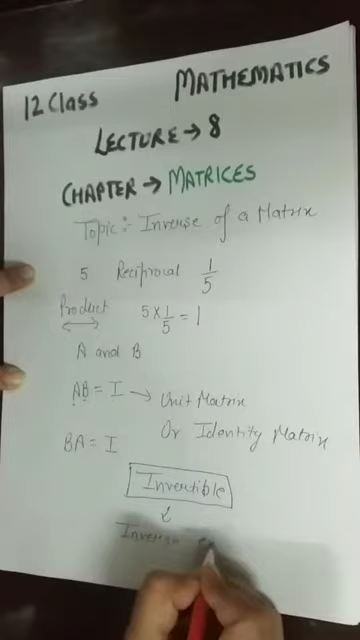 12 Class MATHEMATICS
LECTURE → 8
CHAPTER → MATRICES
Topic:- Inverse of a Matrix
5 Reciprocal 1/5
Product 5 × 1/5 = 1
A and B
AB = I → Unit Matrix
Or Identity Matrix
BA = I
Invertible